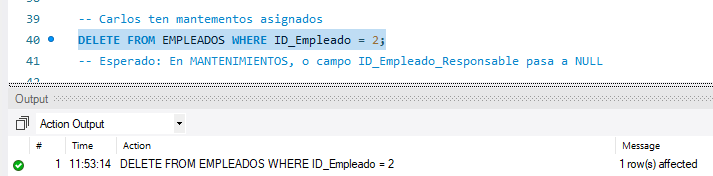 39 -- Carlos ten mantementos asignados
40 DELETE FROM EMPLEADOS WHERE ID_Empleado = 2;
41 -- Esperado: En MANTENIMIENTOS, o campo ID_Empleado_Responsable pasa a NULL
Output
Action Output
# Time Action Message
1 11:53:14 DELETE FROM EMPLEADOS WHERE ID_Empleado = 2 1 row(s) affected